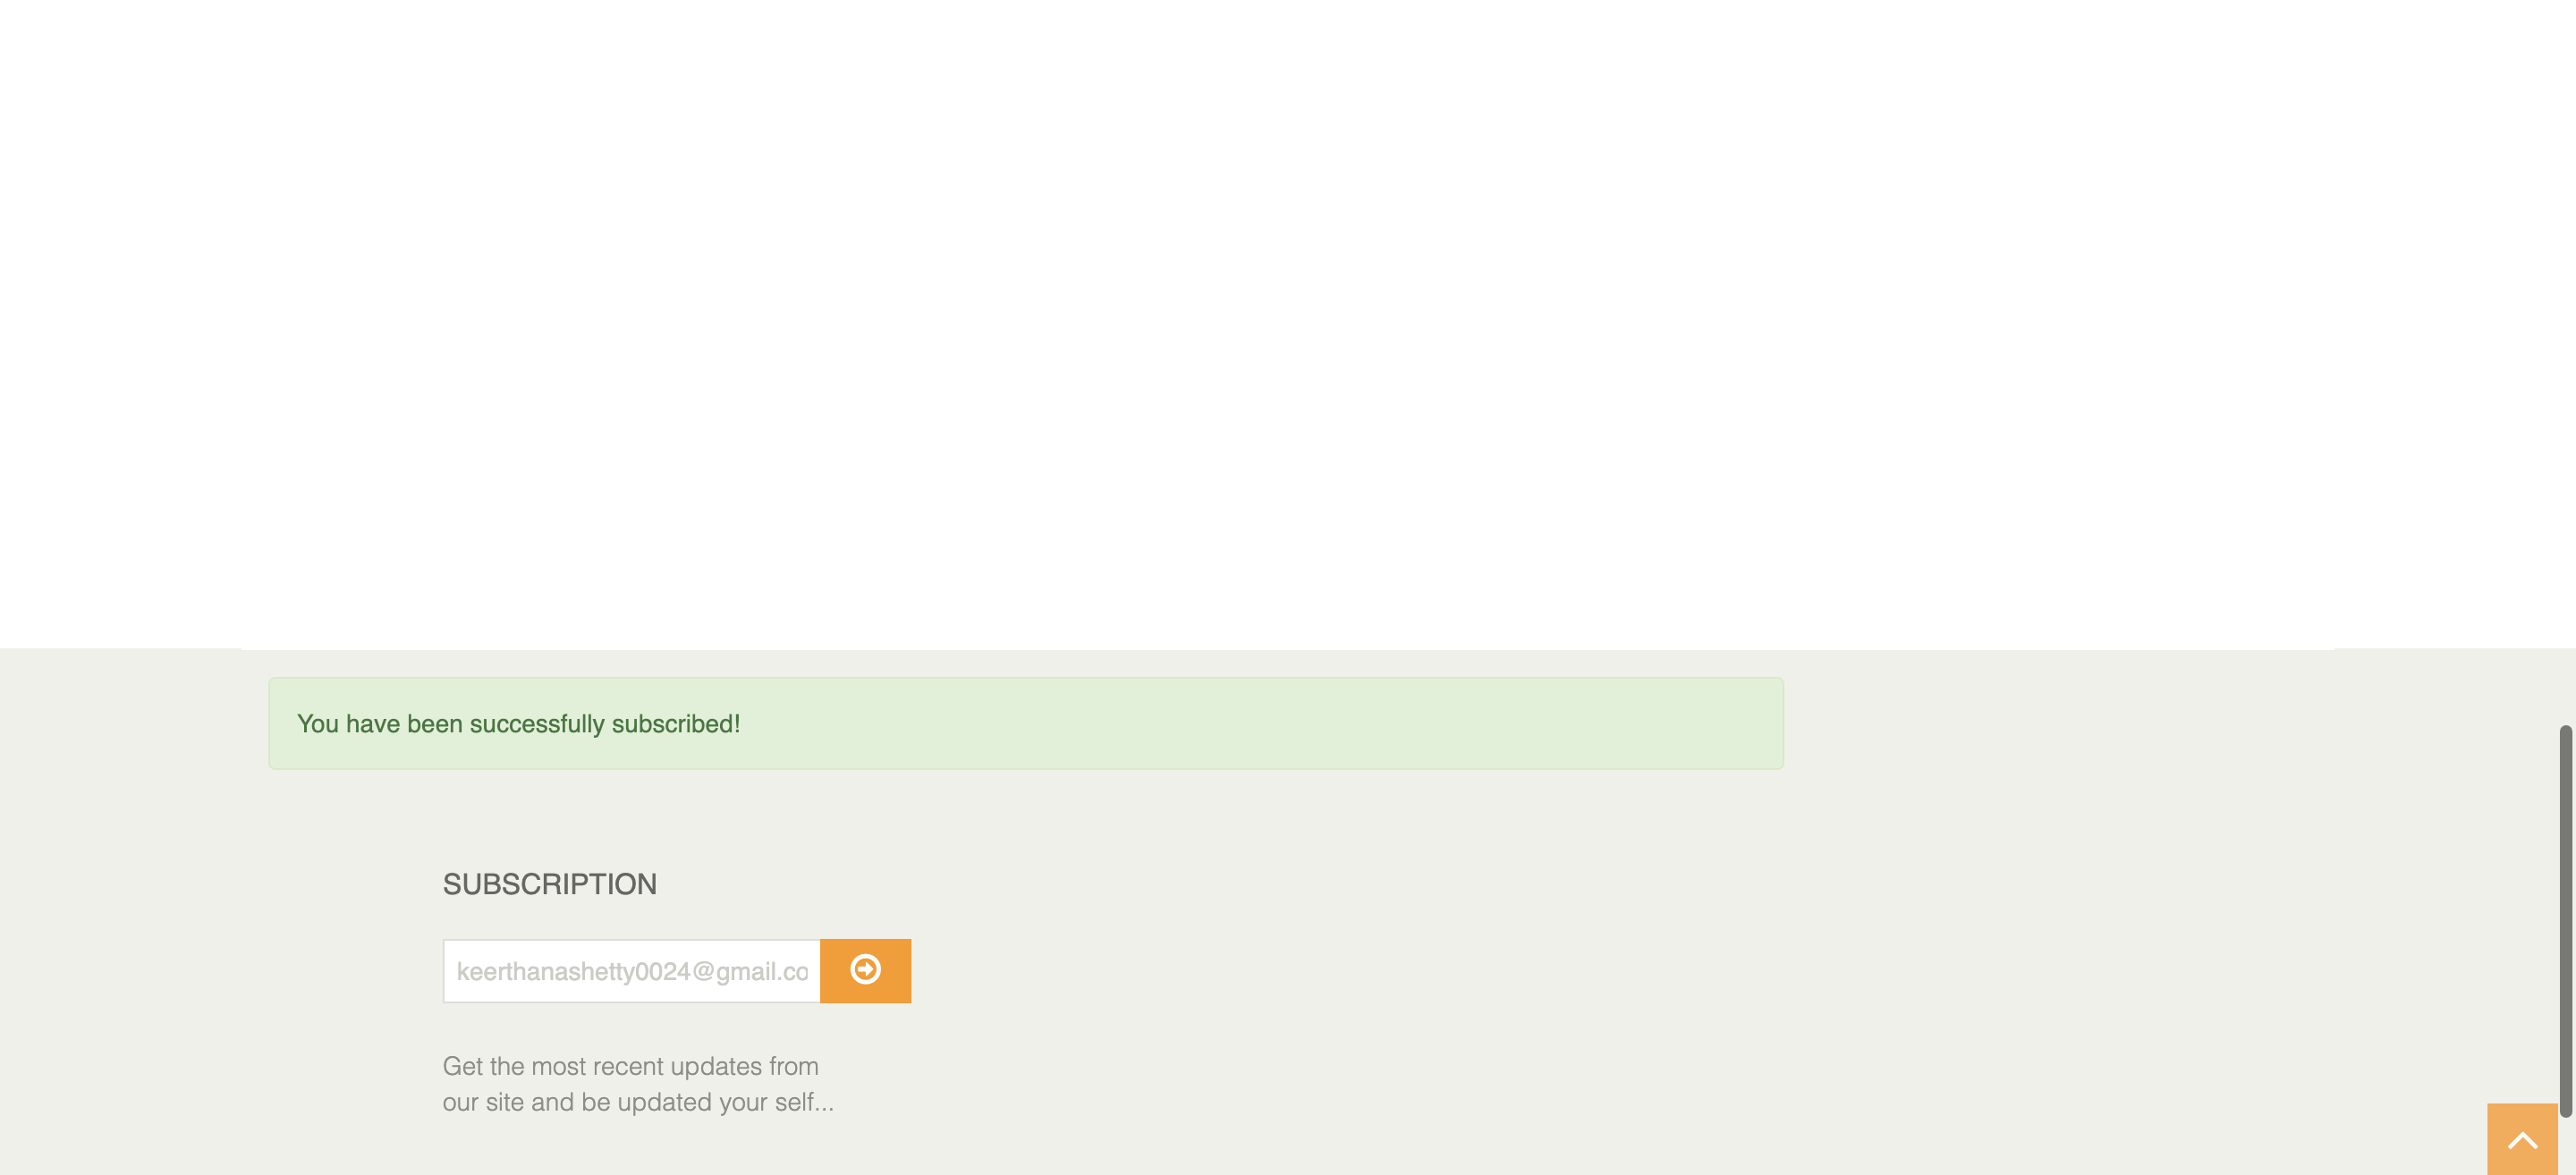 You have been successfully subscribed!
SUBSCRIPTION
keerthanashetty0024@gmail.co
Get the most recent updates from
our site and be updated your self...